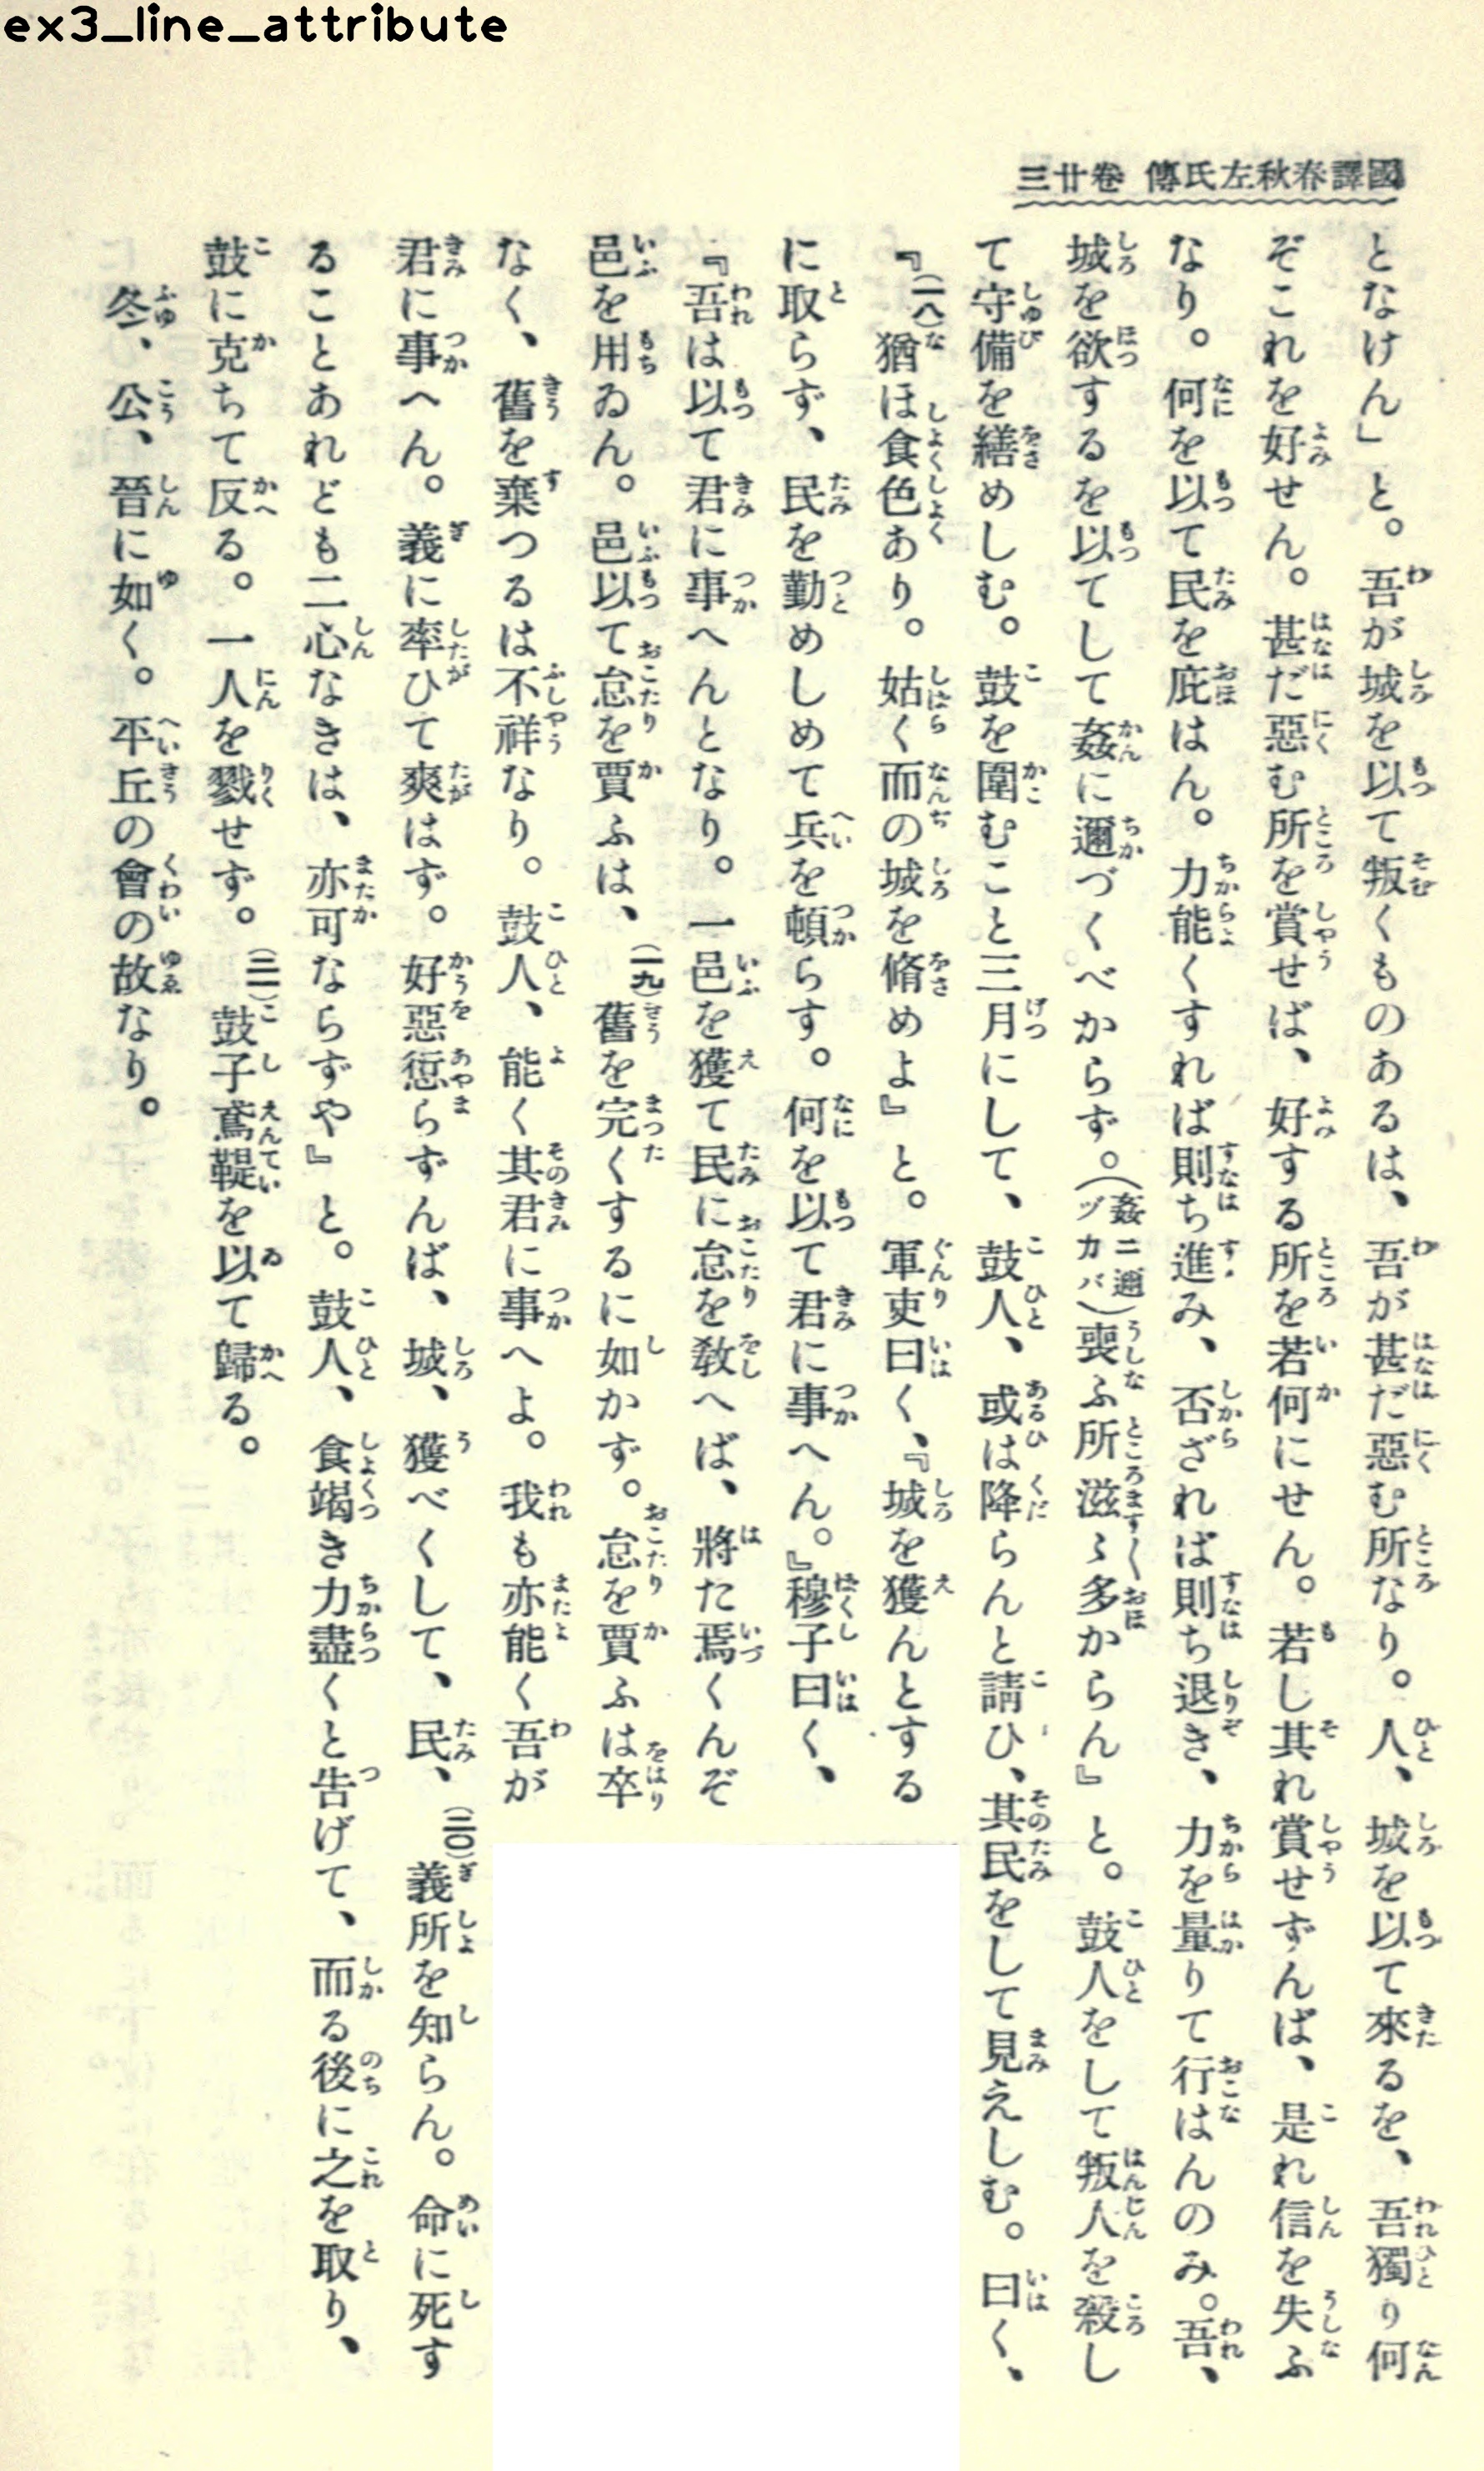 ex3_line_attribute
國譯春秋左氏傳 卷廿三
となけん」と。吾が城を以て叛くものあるは、吾が甚だ惡む所なり。人、城を以て來るを、吾獨り何
ぞこれを好せん。甚だ惡む所を賞せば、好する所を若何にせん。若し其れ賞せずんば、是れ信を失ふ
なり。何を以て民を庇はん。力能くすれば則ち進み、否ざれば則ち退き、力を量りて行はんのみ。吾、
城を欲するを以てして姦に邇づくべからず。(姦ニ邇ヅカバ)喪ふ所滋〻多からん』と。鼓人をして叛人を殺し
て守備を繕めしむ。鼓を圍むこと三月にして、鼓人、或は降らんと請ひ、其民をして見えしむ。曰く、
『(一八)猶ほ食色あり。姑く而の城を脩めよ』と。軍吏曰く、『城を獲んとする
に取らず、民を勤めしめて兵を頓らす。何を以て君に事へん。』穆子曰く、
『吾は以て君に事へんとなり。一邑を獲て民に怠を敎へば、將た焉くんぞ
邑を用ゐん。邑以て怠を賈ふは、(一九)舊を完くするに如かず。怠を賈ふは卒
なく、舊を棄つるは不祥なり。鼓人、能く其君に事へよ。我も亦能く吾が
君に事へん。義に率ひて爽はず。好惡愆らずんば、城、獲べくして、民、(二〇)義所を知らん。命に死す
ることあれども二心なきは、亦可ならずや』と。鼓人、食竭き力盡くと告げて、而る後に之を取り、
鼓に克ちて反る。一人を戮せず。(二一)鼓子鳶鞮を以て歸る。
冬、公、晉に如く。平丘の會の故なり。